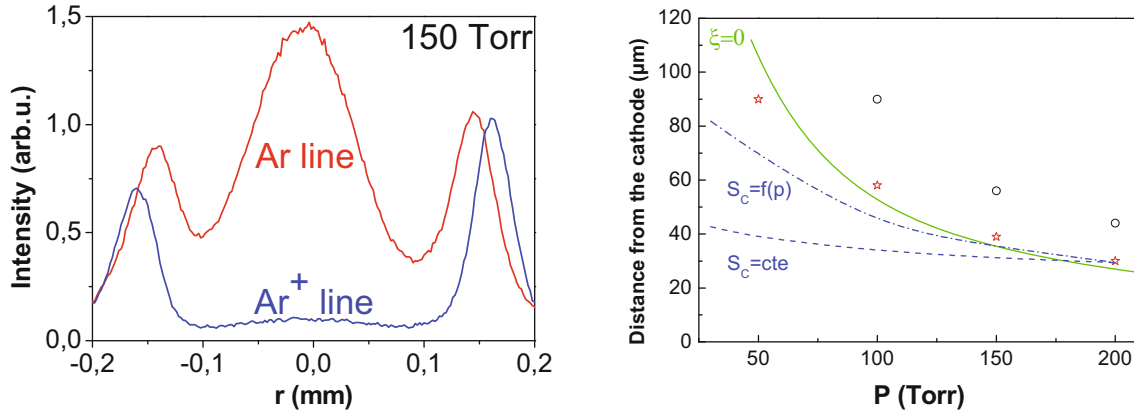 150 Torr
Intensity (arb.u.)
1,5
1,0
0,5
0,0
Ar line
Ar+ line
-0,2
-0,1
0,0
0,1
0,2
r (mm)
Distance from the cathode (µm)
120
100
80
60
40
20
0
ξ=0
SC=f(p)
SC=cte
50
100
150
200
P (Torr)